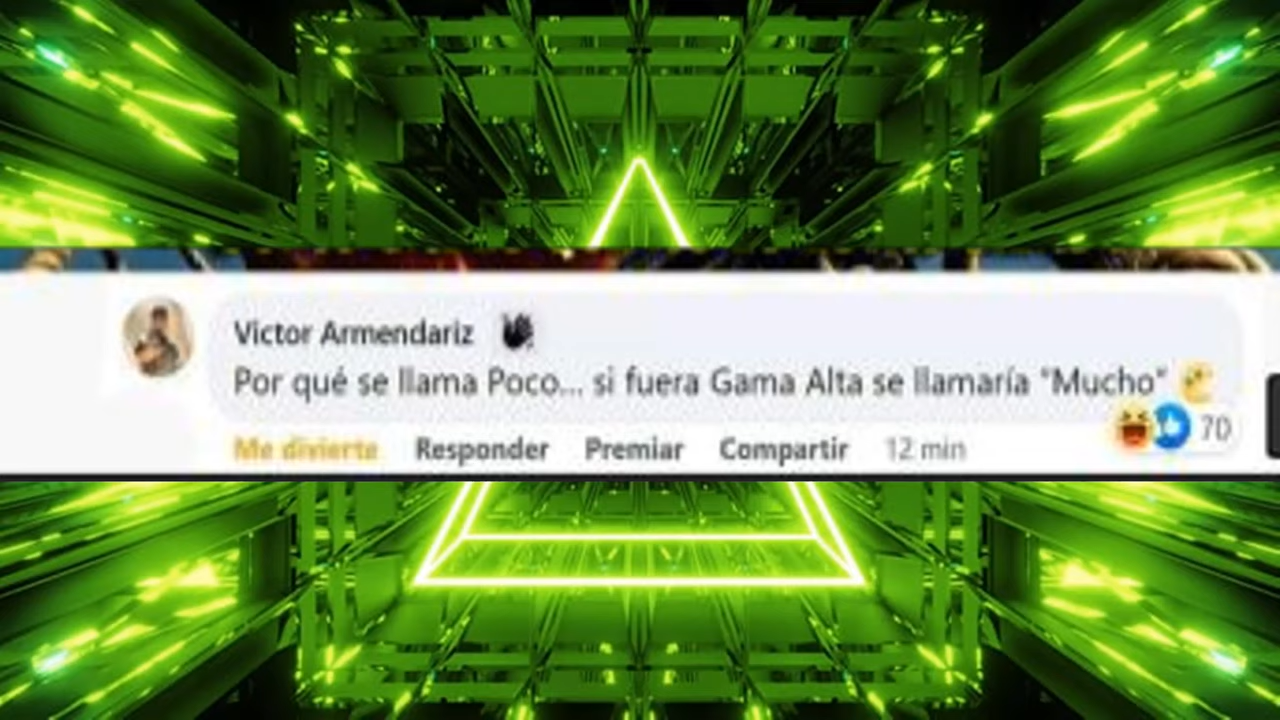 Victor Armendariz
Por qué se llama Poco... si fuera Gama Alta se llamaría "Mucho"
70
Me divierte Responder Premiar Compartir 12 min